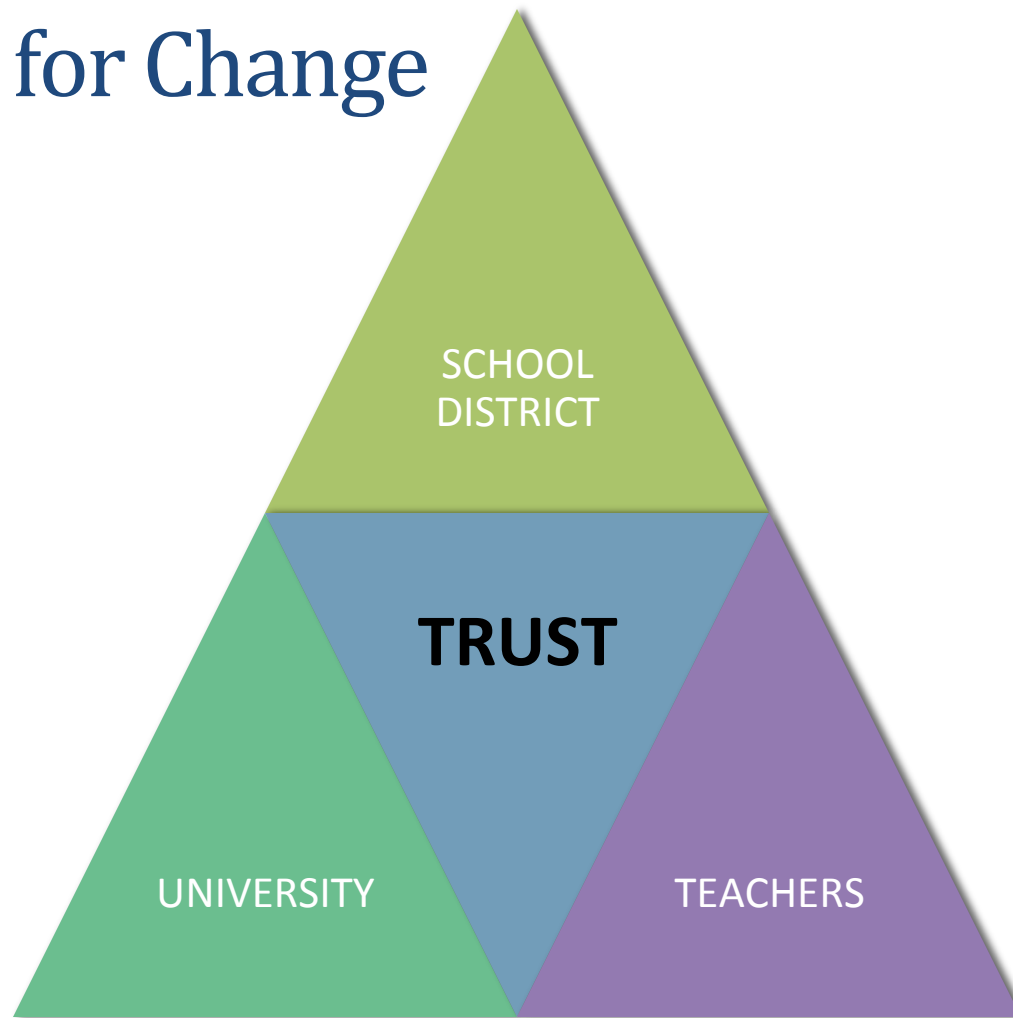 for Change
SCHOOL
DISTRICT
TRUST
UNIVERSITY
TEACHERS